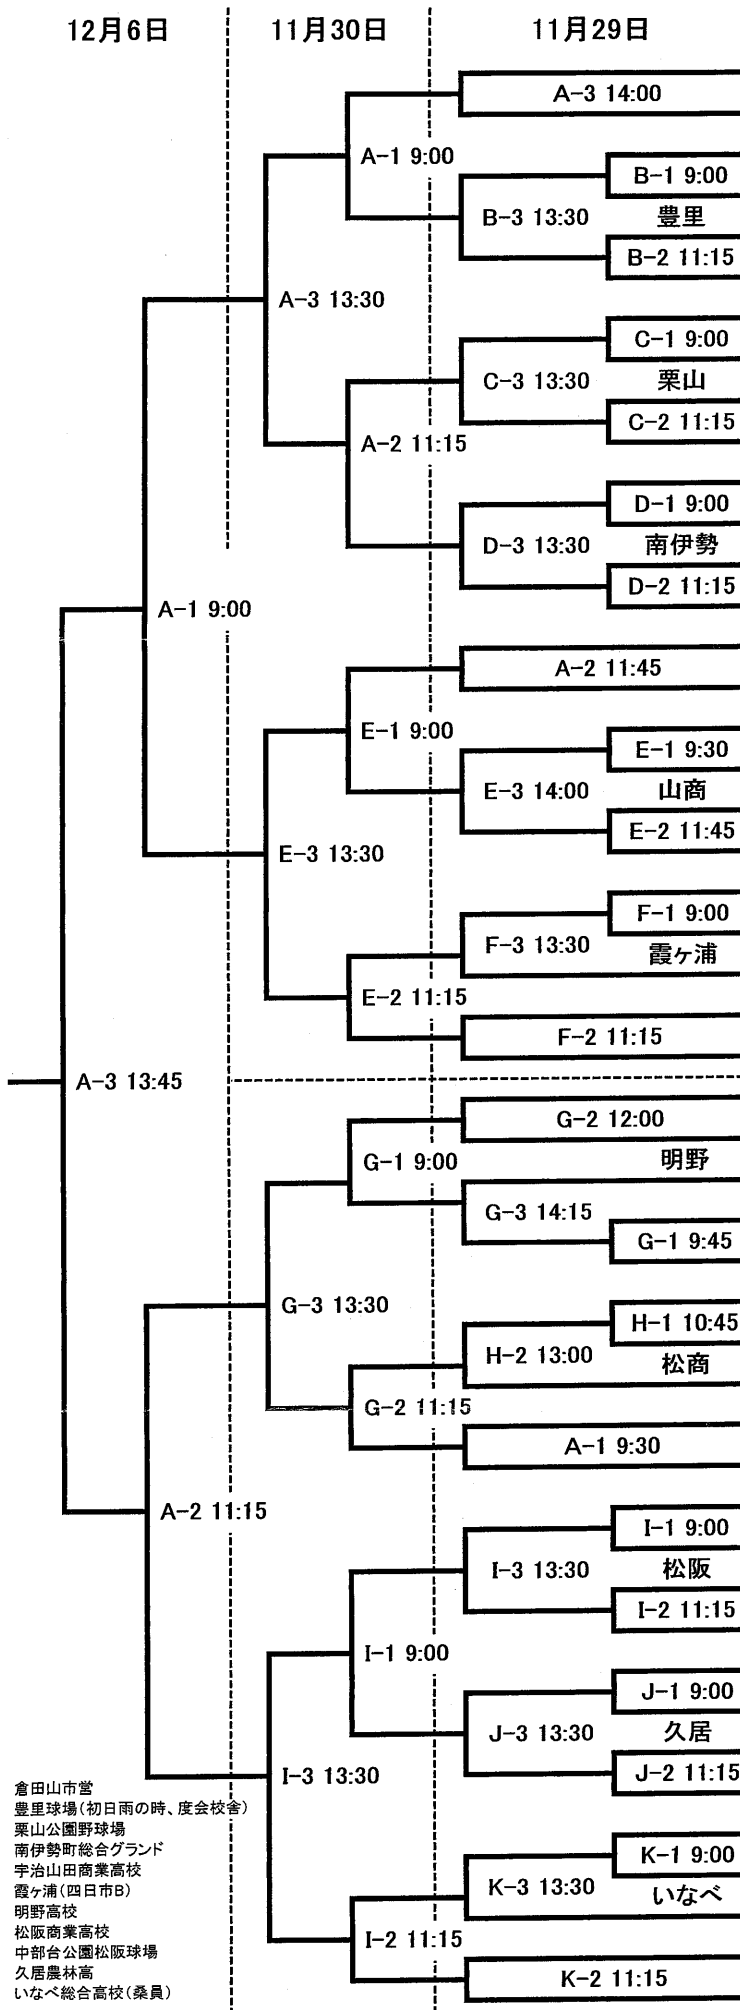 12月6日
11月30日
11月29日
A-3 14:00
A-1 9:00
B-1 9:00
B-3 13:30
豊里
B-2 11:15
A-3 13:30
C-1 9:00
C-3 13:30
栗山
C-2 11:15
A-2 11:15
D-1 9:00
D-3 13:30
南伊勢
D-2 11:15
A-1 9:00
A-2 11:45
E-1 9:00
E-1 9:30
E-3 14:00
山商
E-2 11:45
E-3 13:30
F-1 9:00
F-3 13:30
霞ヶ浦
E-2 11:15
F-2 11:15
A-3 13:45
G-2 12:00
G-1 9:00
明野
G-3 14:15
G-1 9:45
G-3 13:30
H-1 10:45
H-2 13:00
松商
G-2 11:15
A-1 9:30
A-2 11:15
I-1 9:00
I-3 13:30
松阪
I-2 11:15
I-1 9:00
J-1 9:00
J-3 13:30
久居
J-2 11:15
I-3 13:30
K-1 9:00
K-3 13:30
いなべ
I-2 11:15
K-2 11:15
倉田山市営
豊里球場(初日雨の時、度会校舎)
栗山公園野球場
南伊勢町総合グランド
宇治山田商業高校
霞ヶ浦(四日市B)
明野高校
松阪商業高校
中部台公園松阪球場
久居農林高
いなべ総合高校(桑員)